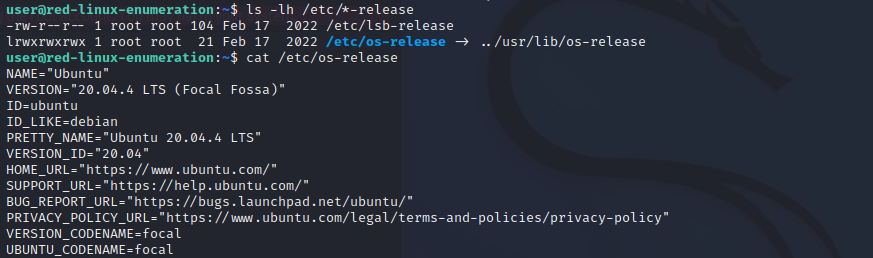 user@red-linux-enumeration:~$ ls -lh /etc/*-release
-rw-r--r-- 1 root root 104 Feb 17  2022 /etc/lsb-release
lrwxrwxrwx 1 root root  21 Feb 17  2022 /etc/os-release -> ../usr/lib/os-release
user@red-linux-enumeration:~$ cat /etc/os-release
NAME="Ubuntu"
VERSION="20.04.4 LTS (Focal Fossa)"
ID=ubuntu
ID_LIKE=debian
PRETTY_NAME="Ubuntu 20.04.4 LTS"
VERSION_ID="20.04"
HOME_URL="https://www.ubuntu.com/"
SUPPORT_URL="https://help.ubuntu.com/"
BUG_REPORT_URL="https://bugs.launchpad.net/ubuntu/"
PRIVACY_POLICY_URL="https://www.ubuntu.com/legal/terms-and-policies/privacy-policy"
VERSION_CODENAME=focal
UBUNTU_CODENAME=focal